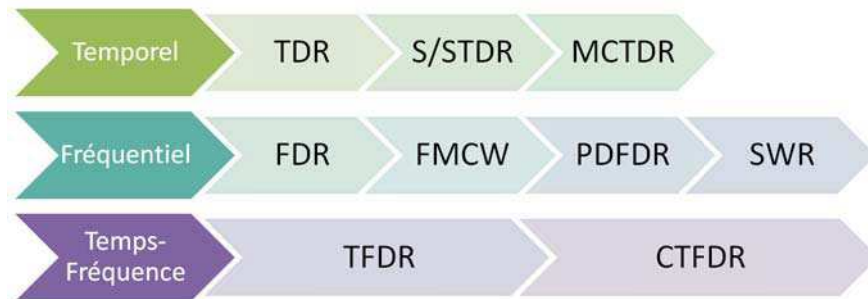 Temporel TDR S/STDR MCTDR
Fréquentiel FDR FMCW PDFDR SWR
Temps-
Fréquence TFDR CTFDR